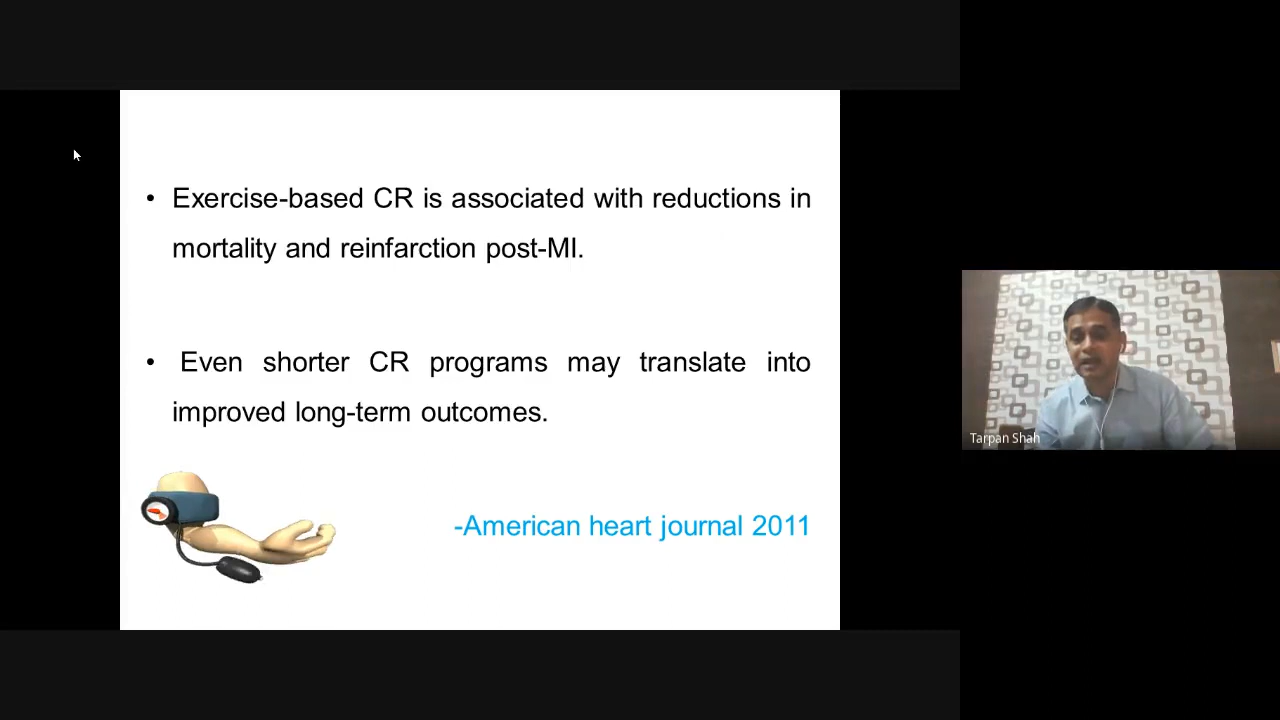 • Exercise-based CR is associated with reductions in
mortality and reinfarction post-MI.
• Even shorter CR programs may translate into
improved long-term outcomes.
-American heart journal 2011
Tarpan Shah